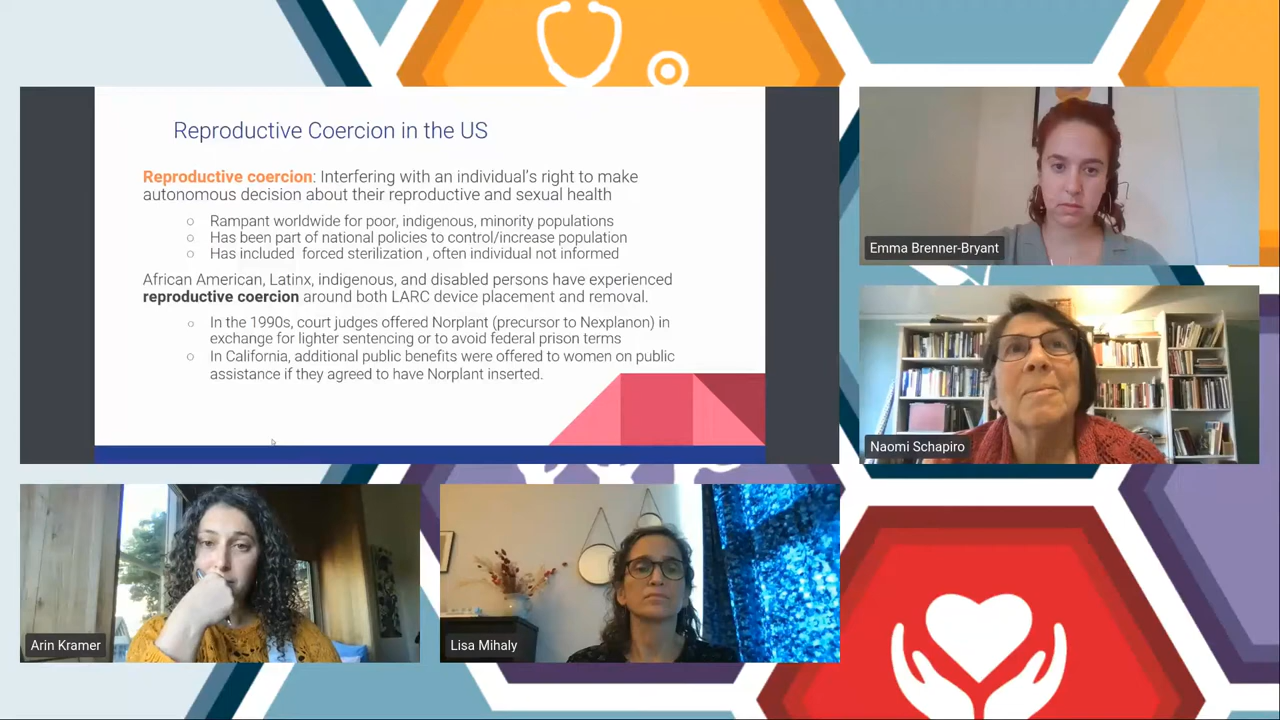 Reproductive Coercion in the US
Reproductive coercion: Interfering with an individual's right to make
autonomous decision about their reproductive and sexual health
○ Rampant worldwide for poor, indigenous, minority populations
○ Has been part of national policies to control/increase population
○ Has included forced sterilization , often individual not informed
African American, Latinx, indigenous, and disabled persons have experienced
reproductive coercion around both LARC device placement and removal.
○ In the 1990s, court judges offered Norplant (precursor to Nexplanon) in
exchange for lighter sentencing or to avoid federal prison terms
○ In California, additional public benefits were offered to women on public
assistance if they agreed to have Norplant inserted.
Emma Brenner-Bryant
Naomi Schapiro
Arin Kramer
Lisa Mihaly